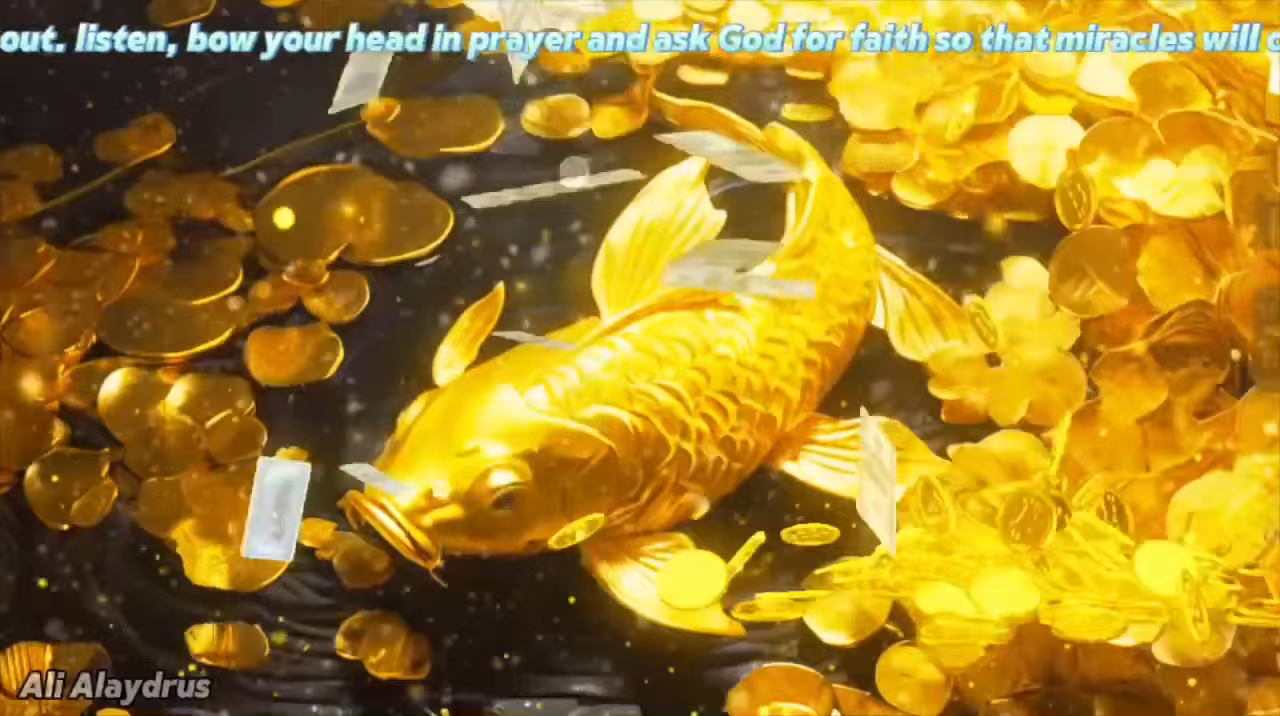 out. listen, bow your head in prayer and ask God for faith so that miracles will
Ali Alaydrus